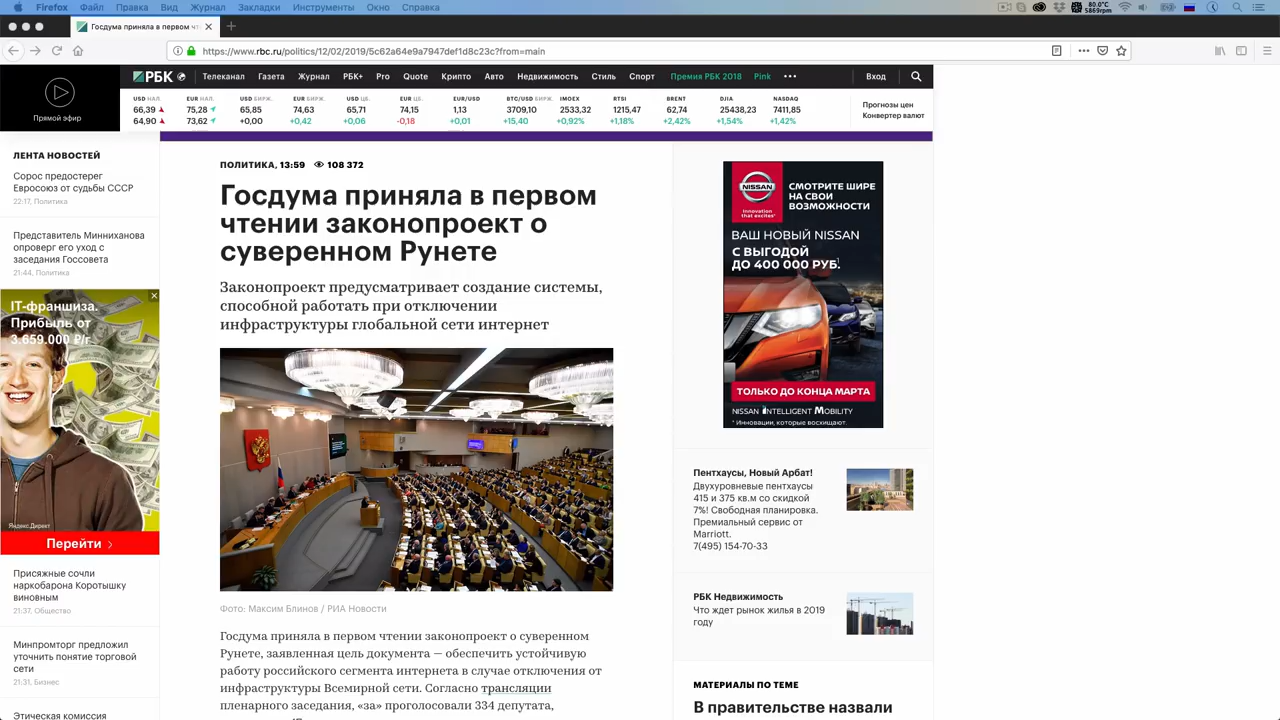 Firefox Файл Правка Вид Журнал Закладки Инструменты Окно Справка
80.0°C
5869rpm
Госдума приняла в первом чт
https://www.rbc.ru/politics/12/02/2019/5c62a64e9a7947def1d8c23c?from=main
Прямой эфир
РБК Телеканал Газета Журнал РБК+ Pro Quote Крипто Авто Недвижимость Стиль Спорт Премия РБК 2018 Pink Вход
USD НАЛ. EUR НАЛ. USD БИРЖ. EUR БИРЖ. USD ЦБ. EUR ЦБ. EUR/USD BTC/USD БИРЖ. IMOEX RTSI BRENT DJIA NASDAQ
66,39 75,28 65,85 74,63 65,71 74,15 1,13 3709,10 2533,32 1215,47 62,74 25438,23 7411,85
64,90 73,62 +0,00 +0,42 +0,06 -0,18 +0,01 +15,40 +0,92% +1,18% +2,42% +1,54% +1,42%
Прогнозы цен
Конвертер валют
ЛЕНТА НОВОСТЕЙ
Сорос предостерег
Евросоюз от судьбы СССР
22:17, Политика
Представитель Минниханова
опроверг его уход с
заседания Госсовета
21:44, Политика
IT-франшиза.
Прибыль от
3.659.000 ₽/г
Яндекс.Директ
Перейти
Присяжные сочли
наркобарона Коротышку
виновным
21:37, Общество
Минпромторг предложил
уточнить понятие торговой
сети
21:31, Бизнес
Этическая комиссия
ПОЛИТИКА, 13:59 108 372
Госдума приняла в первом
чтении законопроект о
суверенном Рунете
Законопроект предусматривает создание системы,
способной работать при отключении
инфраструктуры глобальной сети интернет
Фото: Максим Блинов / РИА Новости
Госдума приняла в первом чтении законопроект о суверенном
Рунете, заявленная цель документа — обеспечить устойчивую
работу российского сегмента интернета в случае отключения от
инфраструктуры Всемирной сети. Согласно трансляции
пленарного заседания, «за» проголосовали 334 депутата,
NISSAN
Innovation
that excites*
СМОТРИТЕ ШИРЕ
НА СВОИ
ВОЗМОЖНОСТИ
ВАШ НОВЫЙ NISSAN
С ВЫГОДОЙ
ДО 400 000 РУБ.
ТОЛЬКО ДО КОНЦА МАРТА
NISSAN INTELLIGENT MOBILITY
* Инновации, которые восхищают.
Пентхаусы, Новый Арбат!
Двухуровневые пентхаусы
415 и 375 кв.м со скидкой
7%! Свободная планировка.
Премиальный сервис от
Marriott.
7(495) 154-70-33
РБК Недвижимость
Что ждет рынок жилья в 2019
году
МАТЕРИАЛЫ ПО ТЕМЕ
В правительстве назвали